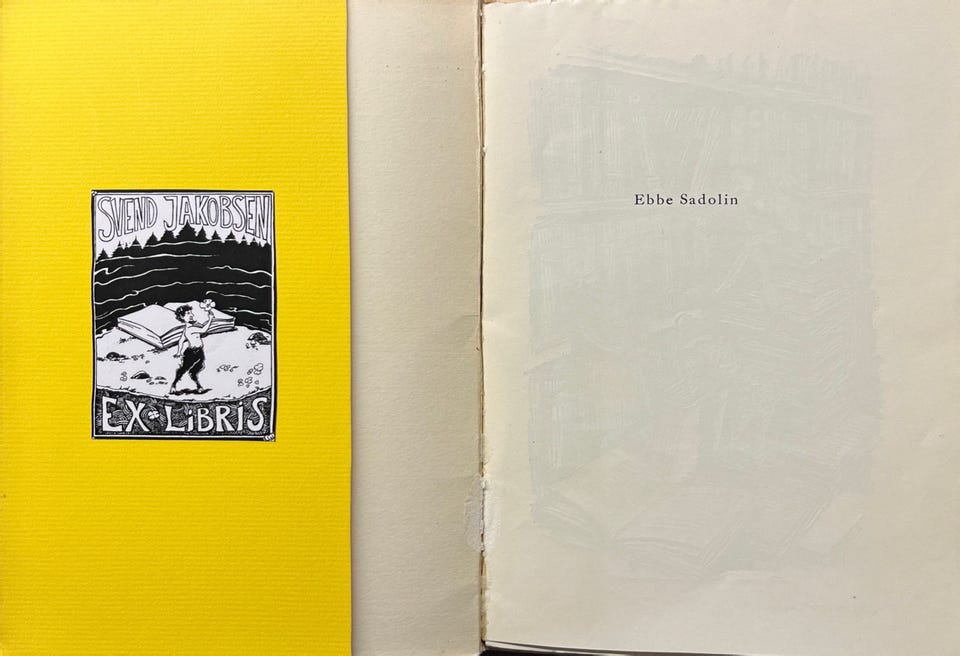 SVEND JAKOBSEN
EX-LiBRiS
Ebbe Sadolin